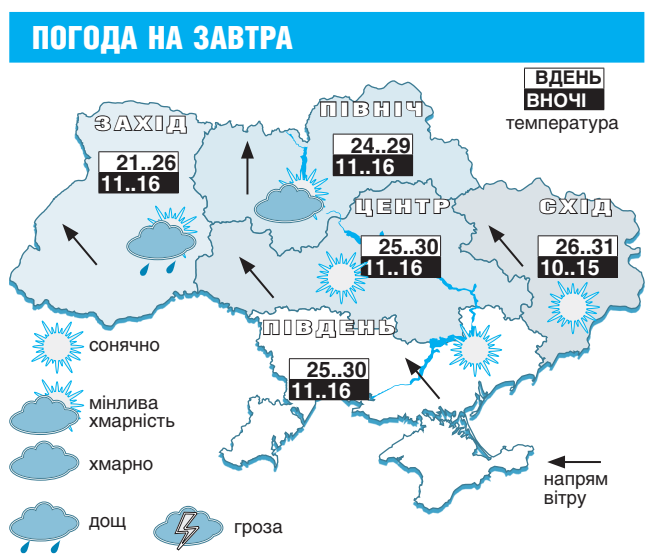 ПОГОДА НА ЗАВТРА
ВДЕНЬ
ВНОЧІ
температура
ЗАХІД
21..26
11..16
ПІВНІЧ
24..29
11..16
ЦЕНТР
25..30
11..16
СХІД
26..31
10..15
ПІВДЕНЬ
25..30
11..16
сонячно
мінлива
хмарність
хмарно
дощ
гроза
напрям
вітру